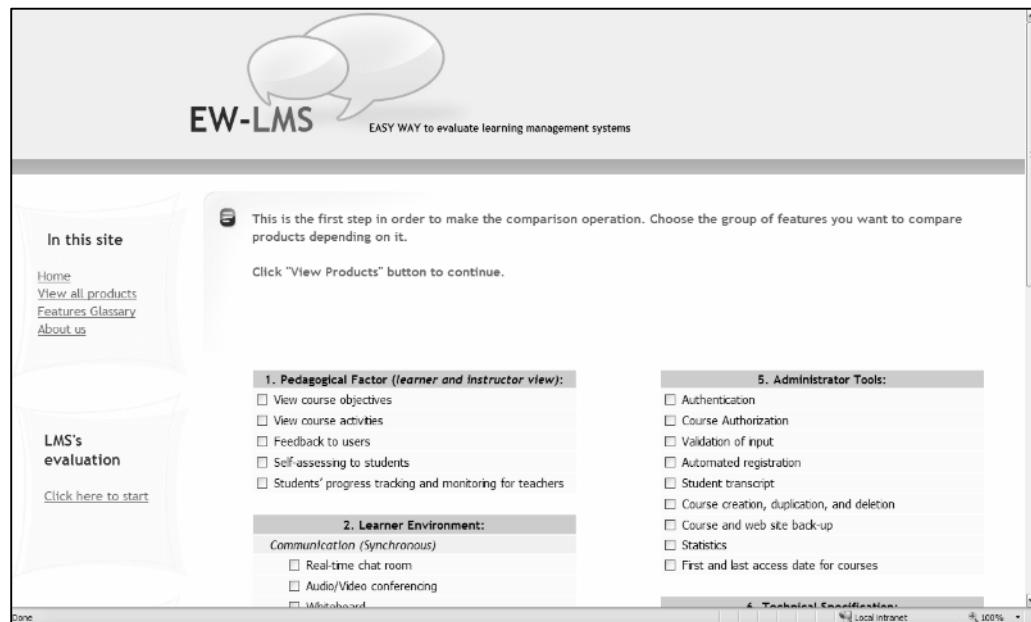 EW-LMS
EASY WAY to evaluate learning management systems
In this site
Home
View all products
Features Glassary
About us
LMS's
evaluation
Click here to start
This is the first step in order to make the comparison operation. Choose the group of features you want to compare
products depending on it.
Click "View Products" button to continue.
1. Pedagogical Factor (learner and instructor view):
View course objectives
View course activities
Feedback to users
Self-assessing to students
Students' progress tracking and monitoring for teachers
2. Learner Environment:
Communication (Synchronous)
Real-time chat room
Audio/Video conferencing
Whiteboard
5. Administrator Tools:
Authentication
Course Authorization
Validation of input
Automated registration
Student transcript
Course creation, duplication, and deletion
Course and web site back-up
Statistics
First and last access date for courses
6. Technical Specification:
Done
Local intranet
100%